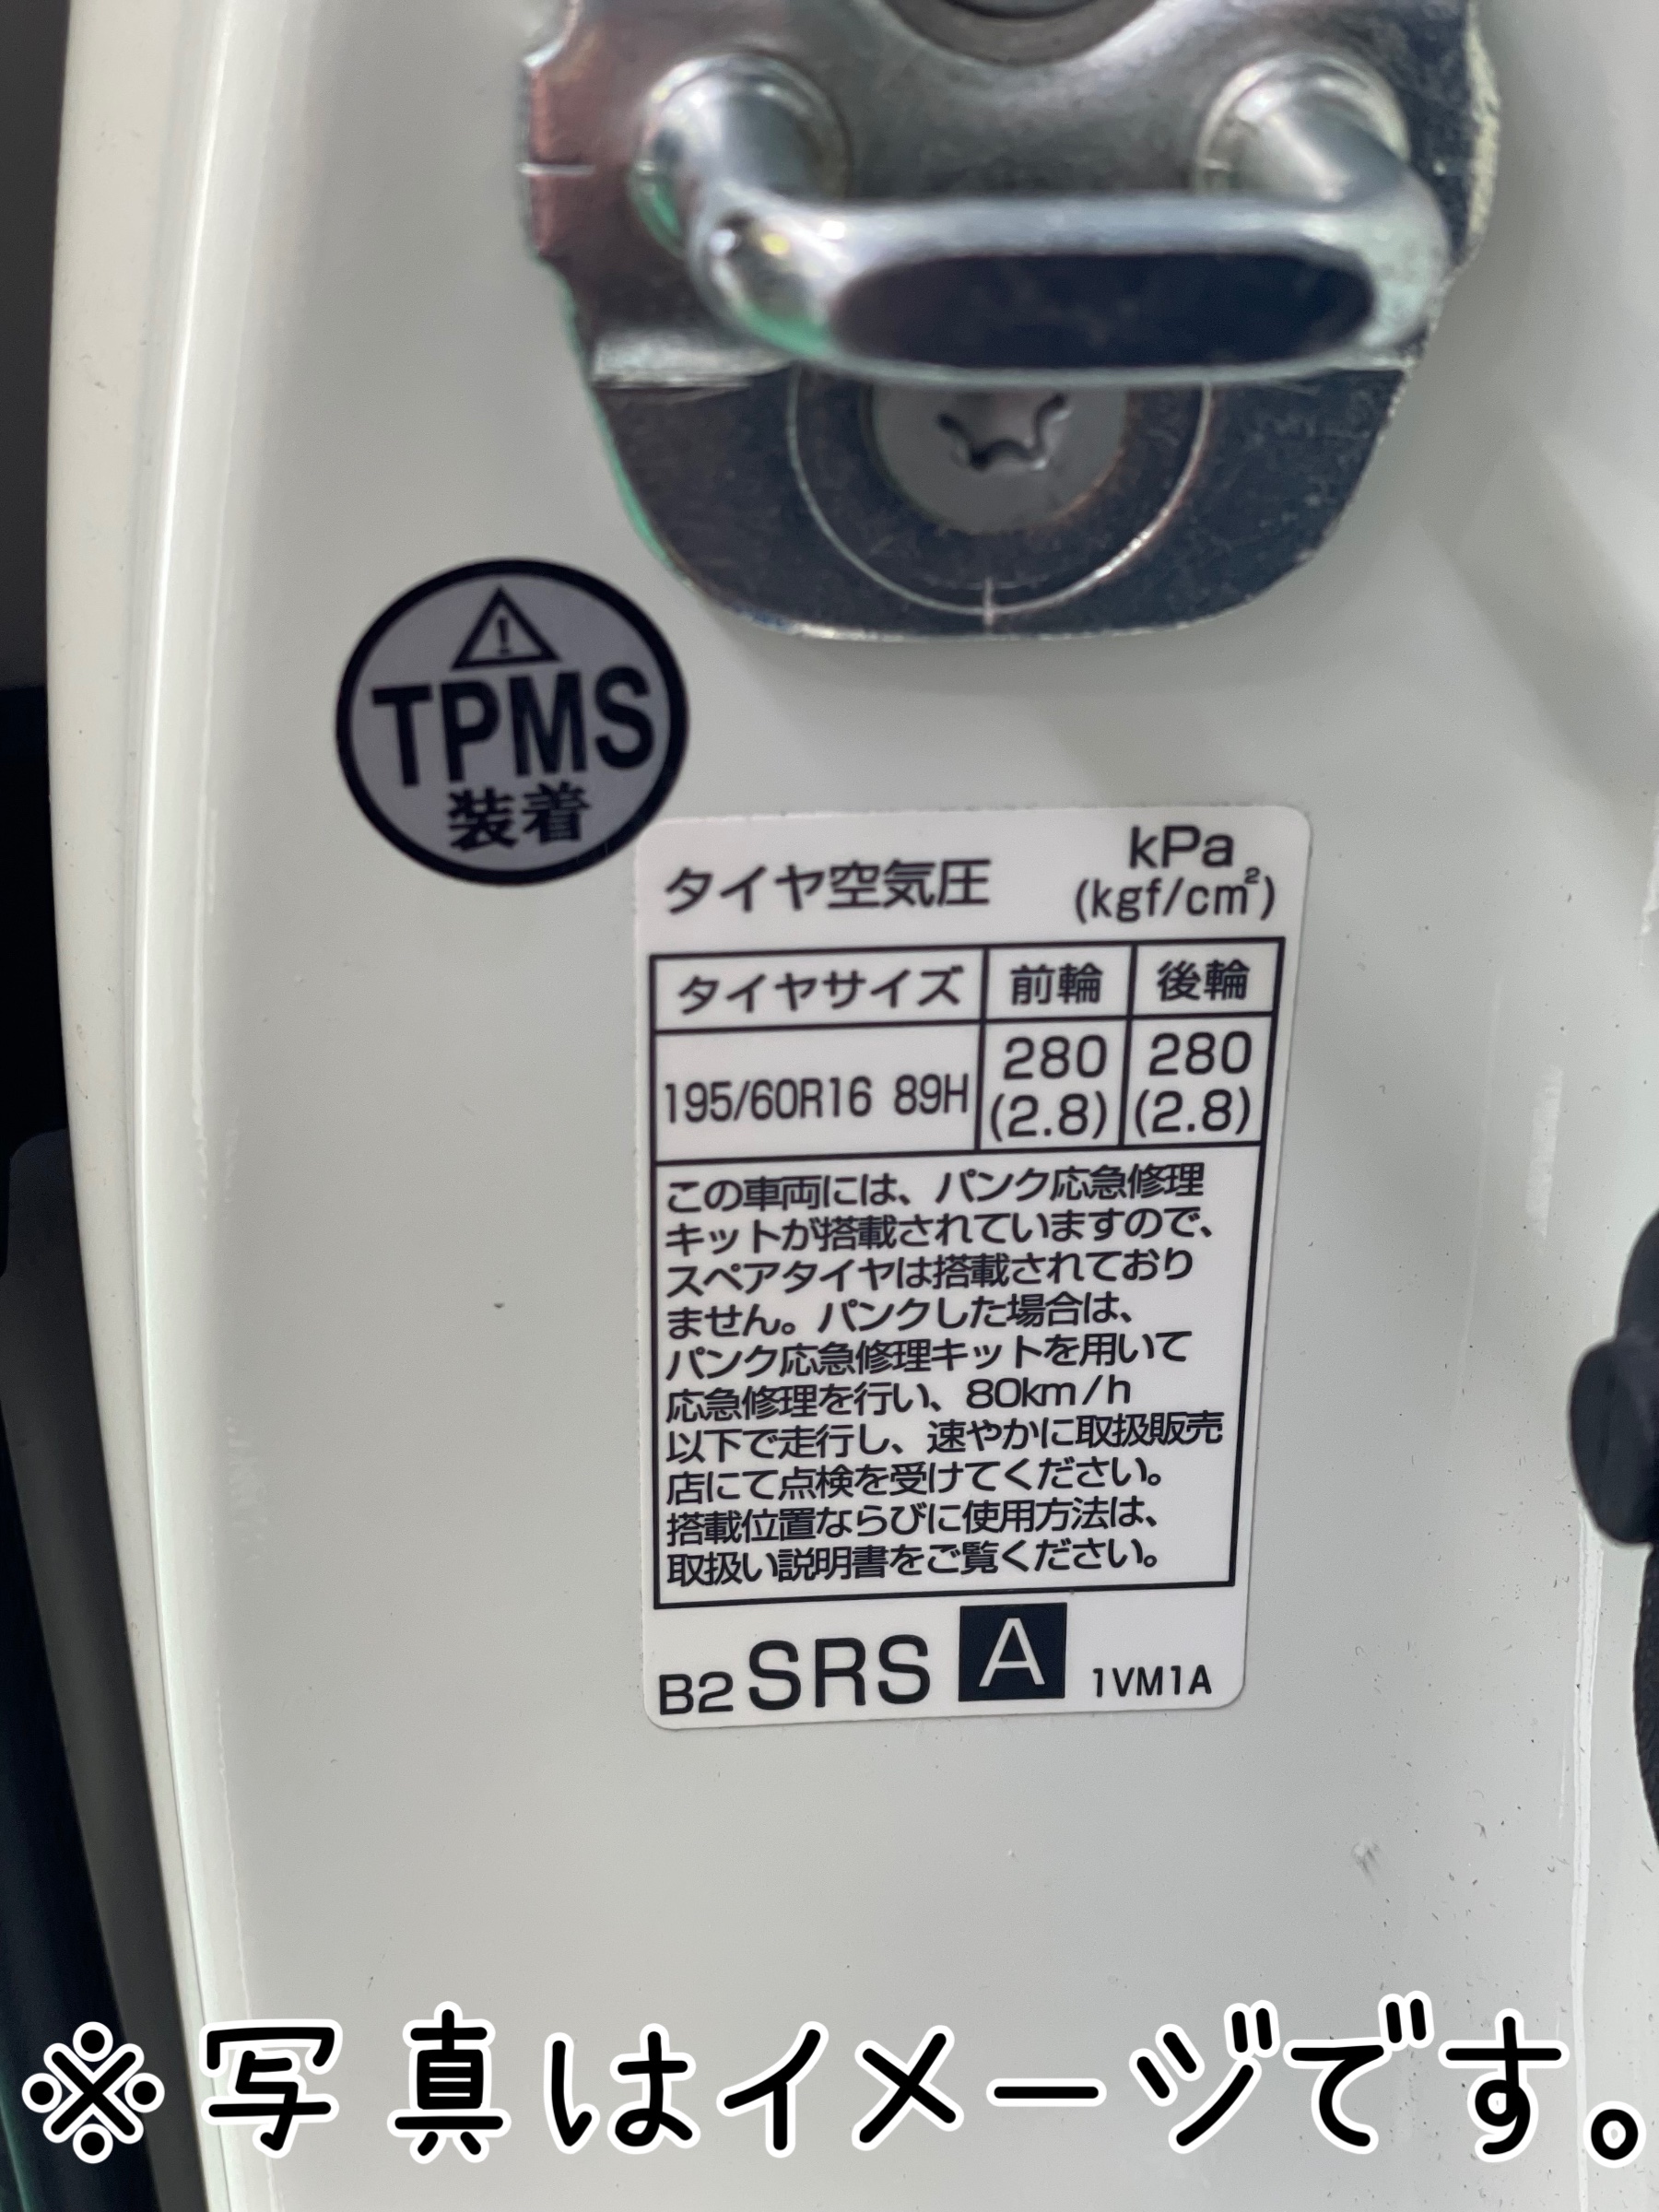 TPMS
装着
タイヤ空気圧 kPa
(kgf/cm²)
タイヤサイズ 前輪 後輪
195/60R16 89H 280 280
(2.8) (2.8)
この車両には、パンク応急修理
キットが搭載されていますので、
スペアタイヤは搭載されており
ません。パンクした場合は、
パンク応急修理キットを用いて
応急修理を行い、80km/h
以下で走行し、速やかに取扱販売
店にて点検を受けてください。
搭載位置ならびに使用方法は、
取扱い説明書をご覧ください。
B2 SRS A 1VM1A
※写真はイメージです。